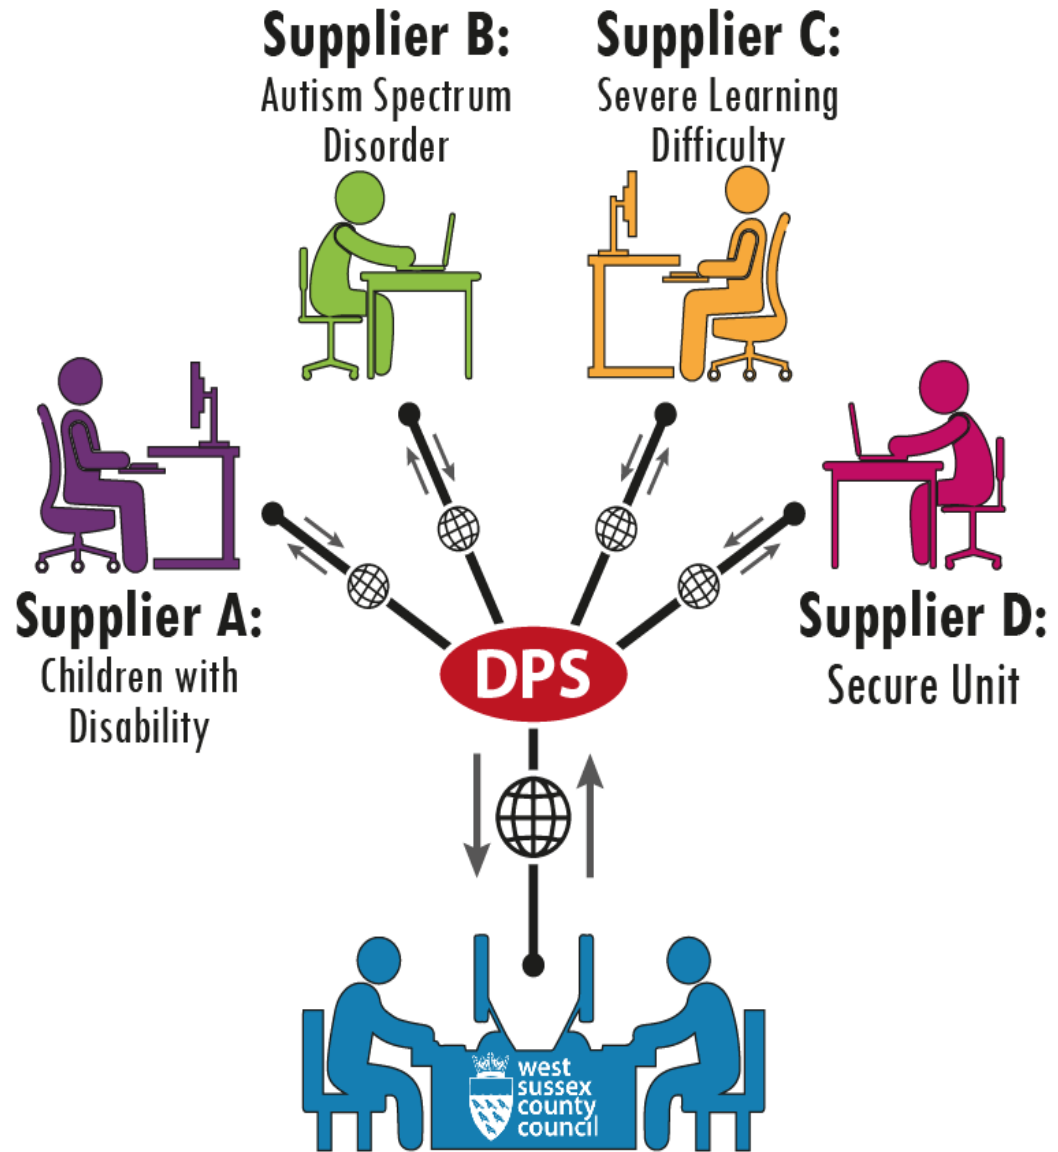 Supplier B:
Autism Spectrum
Disorder
Supplier C:
Severe Learning
Difficulty
Supplier A:
Children with
Disability
Supplier D:
Secure Unit
DPS
west
sussex
county
council